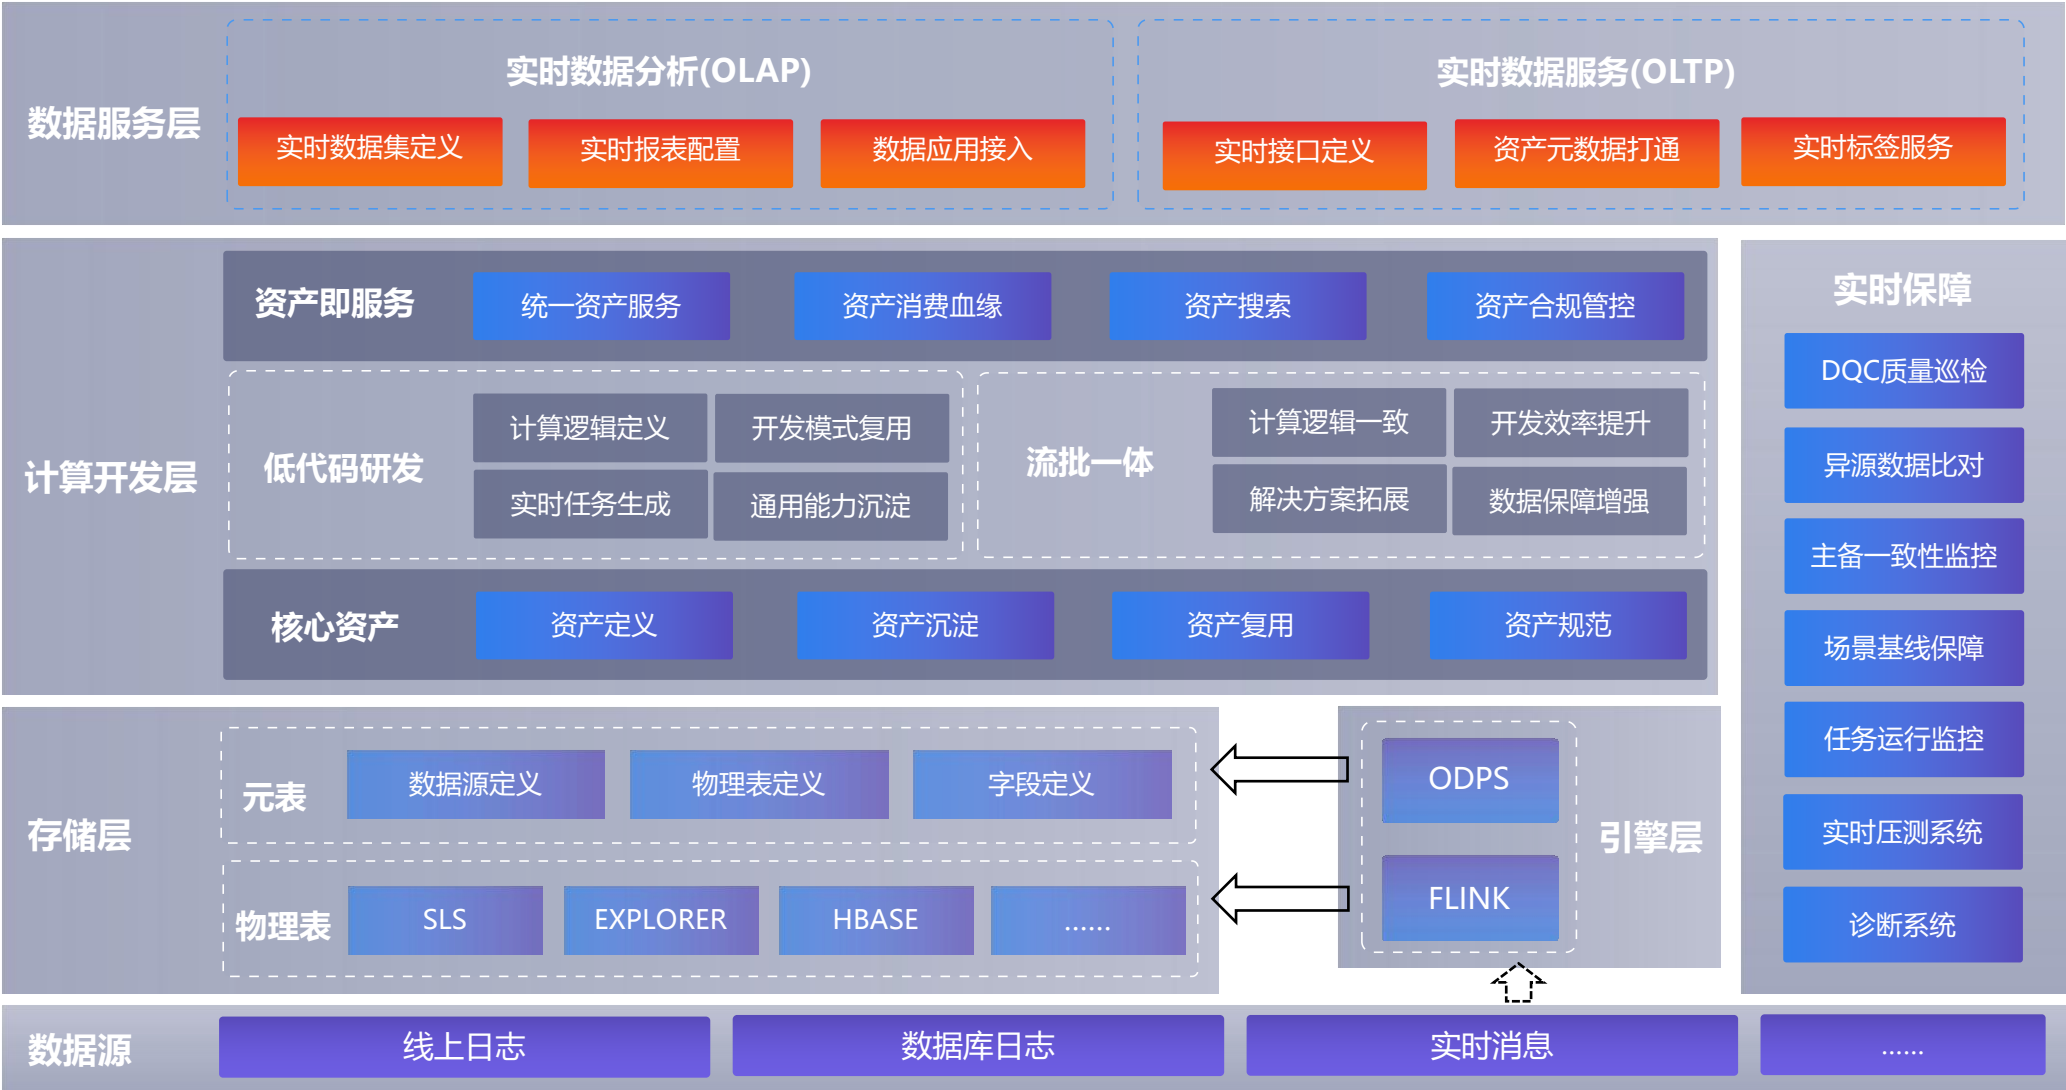 数据服务层
实时数据分析(OLAP)
实时数据集定义
实时报表配置
数据应用接入
实时数据服务(OLTP)
实时接口定义
资产元数据打通
实时标签服务
计算开发层
资产即服务
统一资产服务
资产消费血缘
资产搜索
资产合规管控
低代码研发
计算逻辑定义
开发模式复用
实时任务生成
通用能力沉淀
流批一体
计算逻辑一致
开发效率提升
解决方案拓展
数据保障增强
核心资产
资产定义
资产沉淀
资产复用
资产规范
实时保障
DQC质量巡检
异源数据比对
主备一致性监控
场景基线保障
任务运行监控
实时压测系统
诊断系统
存储层
元表
数据源定义
物理表定义
字段定义
物理表
SLS
EXPLORER
HBASE
......
ODPS
FLINK
引擎层
数据源
线上日志
数据库日志
实时消息
......